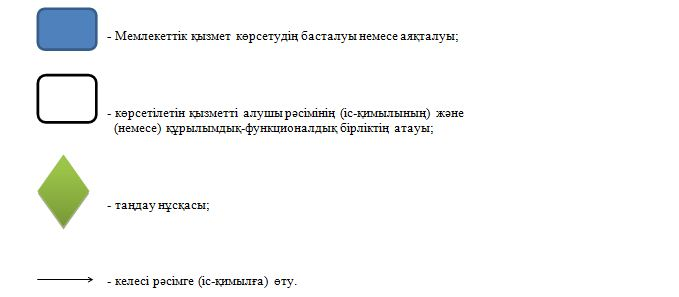 - Мемлекеттік қызмет көрсетудің басталуы немесе аяқталуы;
- көрсетілетін қызметті алушы рәсімінің (іс-қимылының) және
(немесе) құрылымдық-функционалдық бірліктің атауы;
- таңдау нұсқасы;
- келесі рәсімге (іс-қимылға) өту.